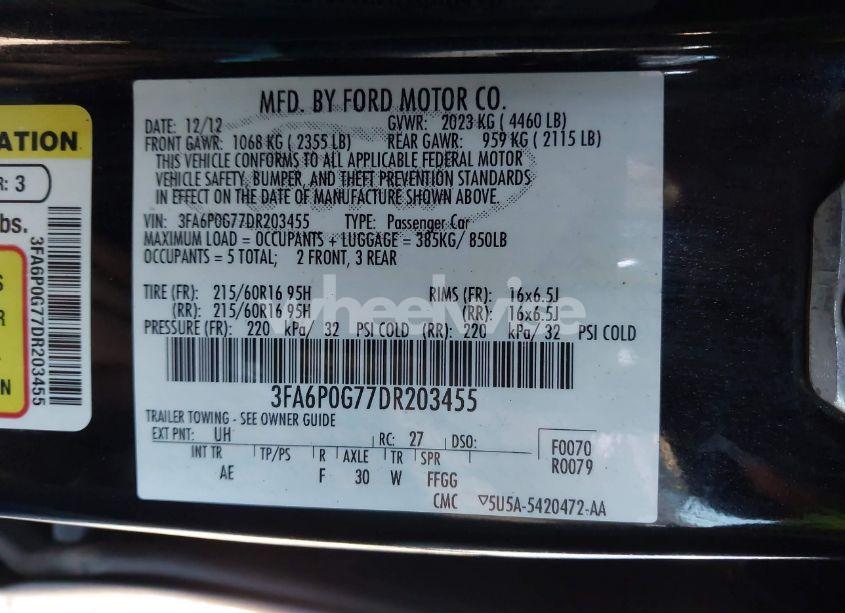 MFD. BY FORD MOTOR CO.
DATE: 12/12 GVWR: 2023 KG ( 4460 LB)
FRONT GAWR: 1068 KG ( 2355 LB) REAR GAWR: 959 KG ( 2115 LB)
THIS VEHICLE CONFORMS TO ALL APPLICABLE FEDERAL MOTOR
VEHICLE SAFETY, BUMPER, AND THEFT PREVENTION STANDARDS
IN EFFECT ON THE DATE OF MANUFACTURE SHOWN ABOVE.
VIN: 3FA6P0G77DR203455 TYPE: Passenger Car
MAXIMUM LOAD = OCCUPANTS + LUGGAGE = 385KG/ 850LB
OCCUPANTS = 5 TOTAL; 2 FRONT, 3 REAR
TIRE (FR): 215/60R16 95H RIMS (FR): 16x6.5J
(RR): 215/60R16 95H (RR): 16x6.5J
PRESSURE (FR): 220 kPa/ 32 PSI COLD (RR): 220 kPa/ 32 PSI COLD
3FA6P0G77DR203455
TRAILER TOWING - SEE OWNER GUIDE
EXT PNT: UH RC: 27 DSO: F0070
INT TR TP/PS R AXLE TR SPR R0079
AE F 30 W FFGG
CMC ▽5U5A-5420472-AA
ATION
R: 3
bs.
S
R
N
3FA6P0G77DR203455
wheelwise